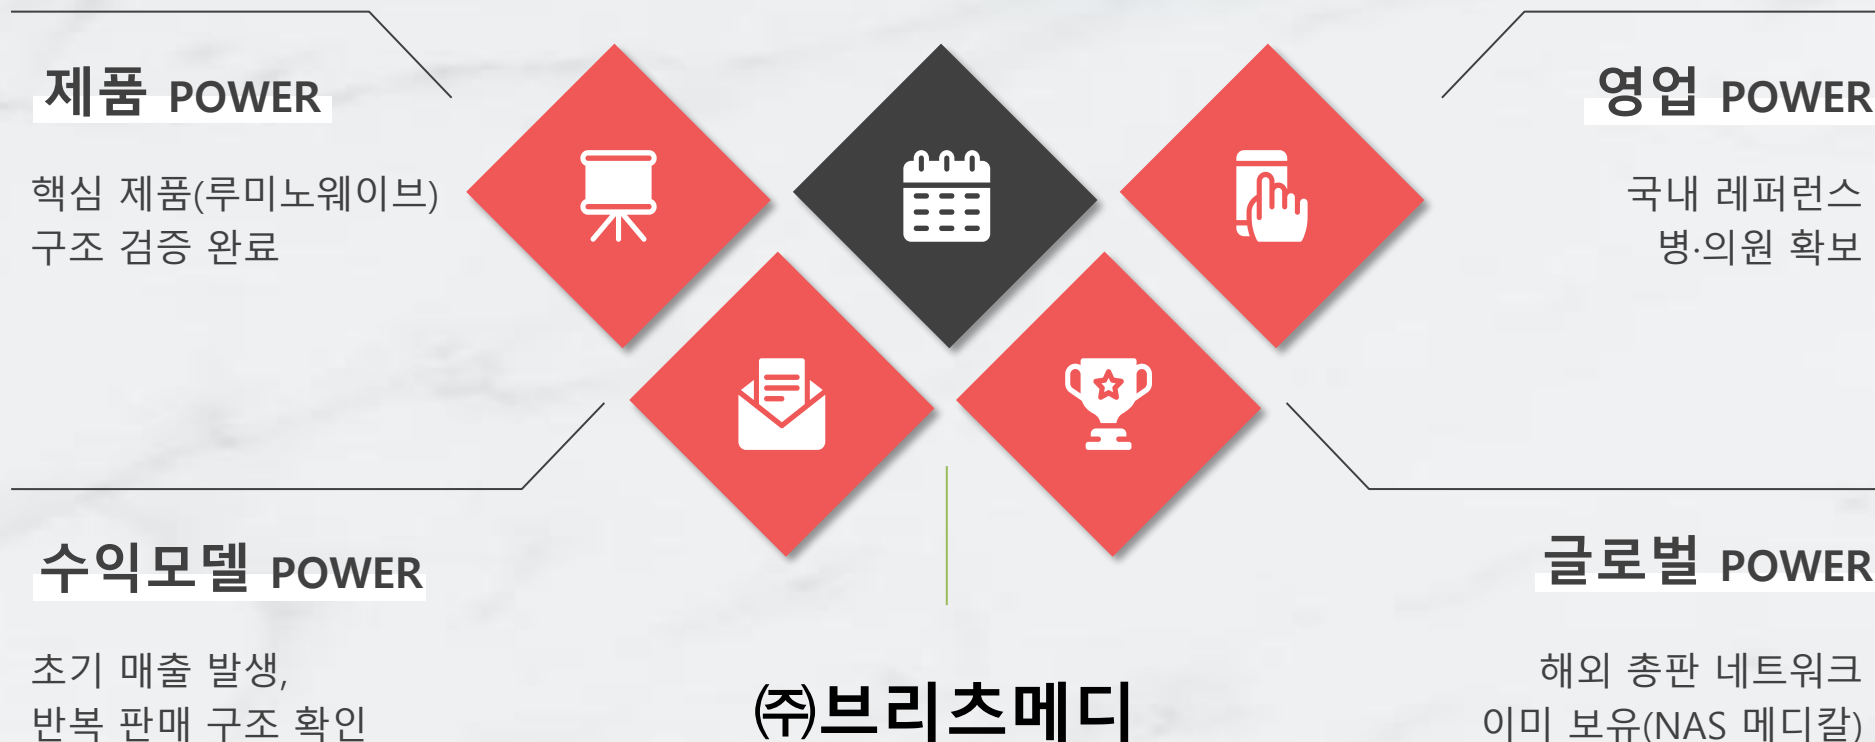 제품 POWER
핵심 제품(루미노웨이브)
구조 검증 완료
영업 POWER
국내 레퍼런스
병·의원 확보
수익모델 POWER
초기 매출 발생,
반복 판매 구조 확인
㈜브리츠메디
글로벌 POWER
해외 총판 네트워크
이미 보유(NAS 메디칼)